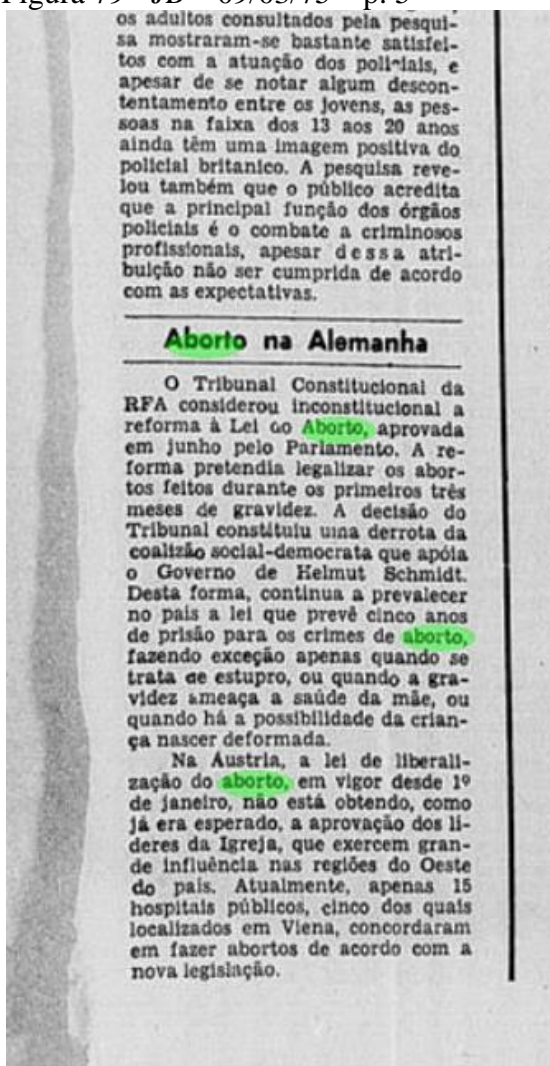 Figura
os adultos consultados pela pesqui-
sa mostraram-se bastante satisfei-
tos com a atuação dos policiais, e
apesar de se notar algum descon-
tentamento entre os jovens, as pes-
soas na faixa dos 13 aos 20 anos
ainda têm uma imagem positiva do
policial britanico. A pesquisa reve-
lou também que o público acredita
que a principal função dos órgãos
policiais é o combate a criminosos
profissionais, apesar dessa atri-
buição não ser cumprida de acordo
com as expectativas.
Aborto na Alemanha
O Tribunal Constitucional da
RFA considerou inconstitucional a
reforma à Lei do Aborto, aprovada
em junho pelo Parlamento. A re-
forma pretendia legalizar os abor-
tos feitos durante os primeiros três
meses de gravidez. A decisão do
Tribunal constituiu uma derrota da
coalizão social-democrata que apóia
o Governo de Helmut Schmidt.
Desta forma, continua a prevalecer
no país a lei que prevê cinco anos
de prisão para os crimes de aborto,
fazendo exceção apenas quando se
trata de estupro, ou quando a gra-
videz ameaça a saúde da mãe, ou
quando há a possibilidade da crian-
ça nascer deformada.
Na Áustria, a lei de liberali-
zação do aborto, em vigor desde 1º
de janeiro, não está obtendo, como
já era esperado, a aprovação dos lí-
deres da Igreja, que exercem gran-
de influência nas regiões do Oeste
do país. Atualmente, apenas 15
hospitais públicos, cinco dos quais
localizados em Viena, concordaram
em fazer abortos de acordo com a
nova legislação.